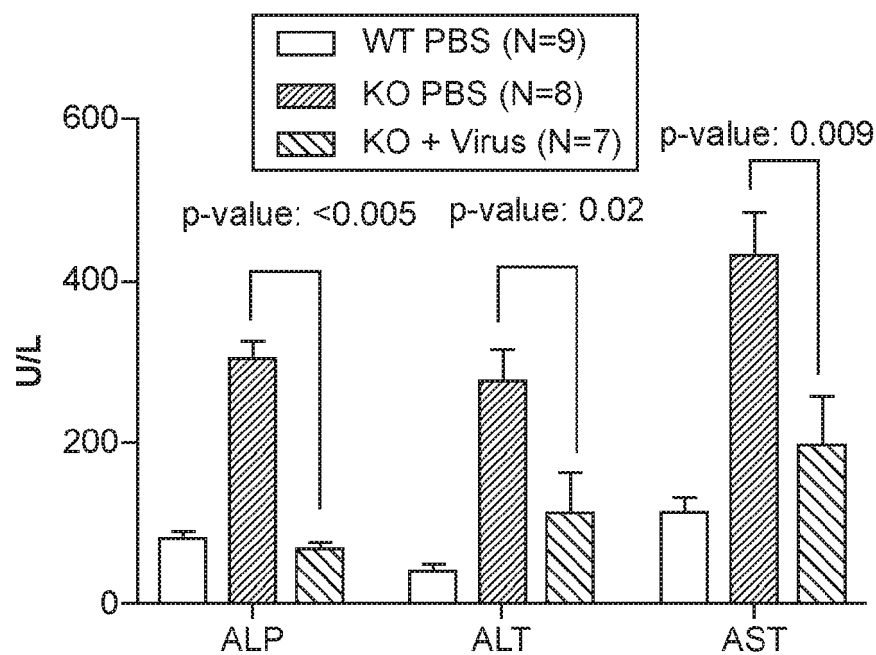 WT PBS (N=9)
KO PBS (N=8)
KO + Virus (N=7)
p-value: <0.005
p-value: 0.02
p-value: 0.009
U/L
600
400
200
0
ALP
ALT
AST